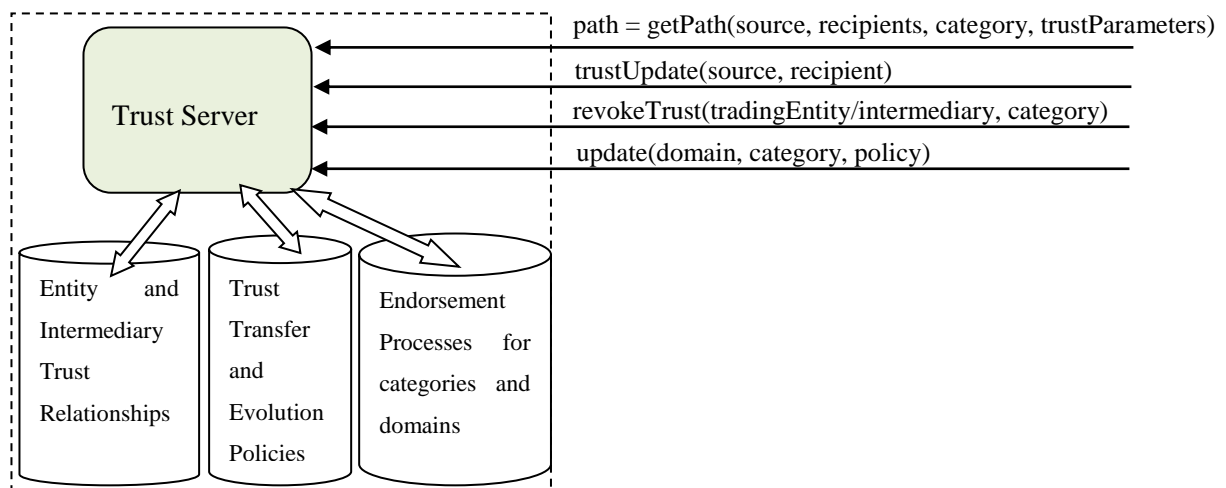 path = getPath(source, recipients, category, trustParameters)
trustUpdate(source, recipient)
revokeTrust(tradingEntity/intermediary, category)
update(domain, category, policy)
Trust Server
Entity and
Intermediary
Trust
Relationships
Trust
Transfer
and
Evolution
Policies
Endorsement
Processes for
categories and
domains